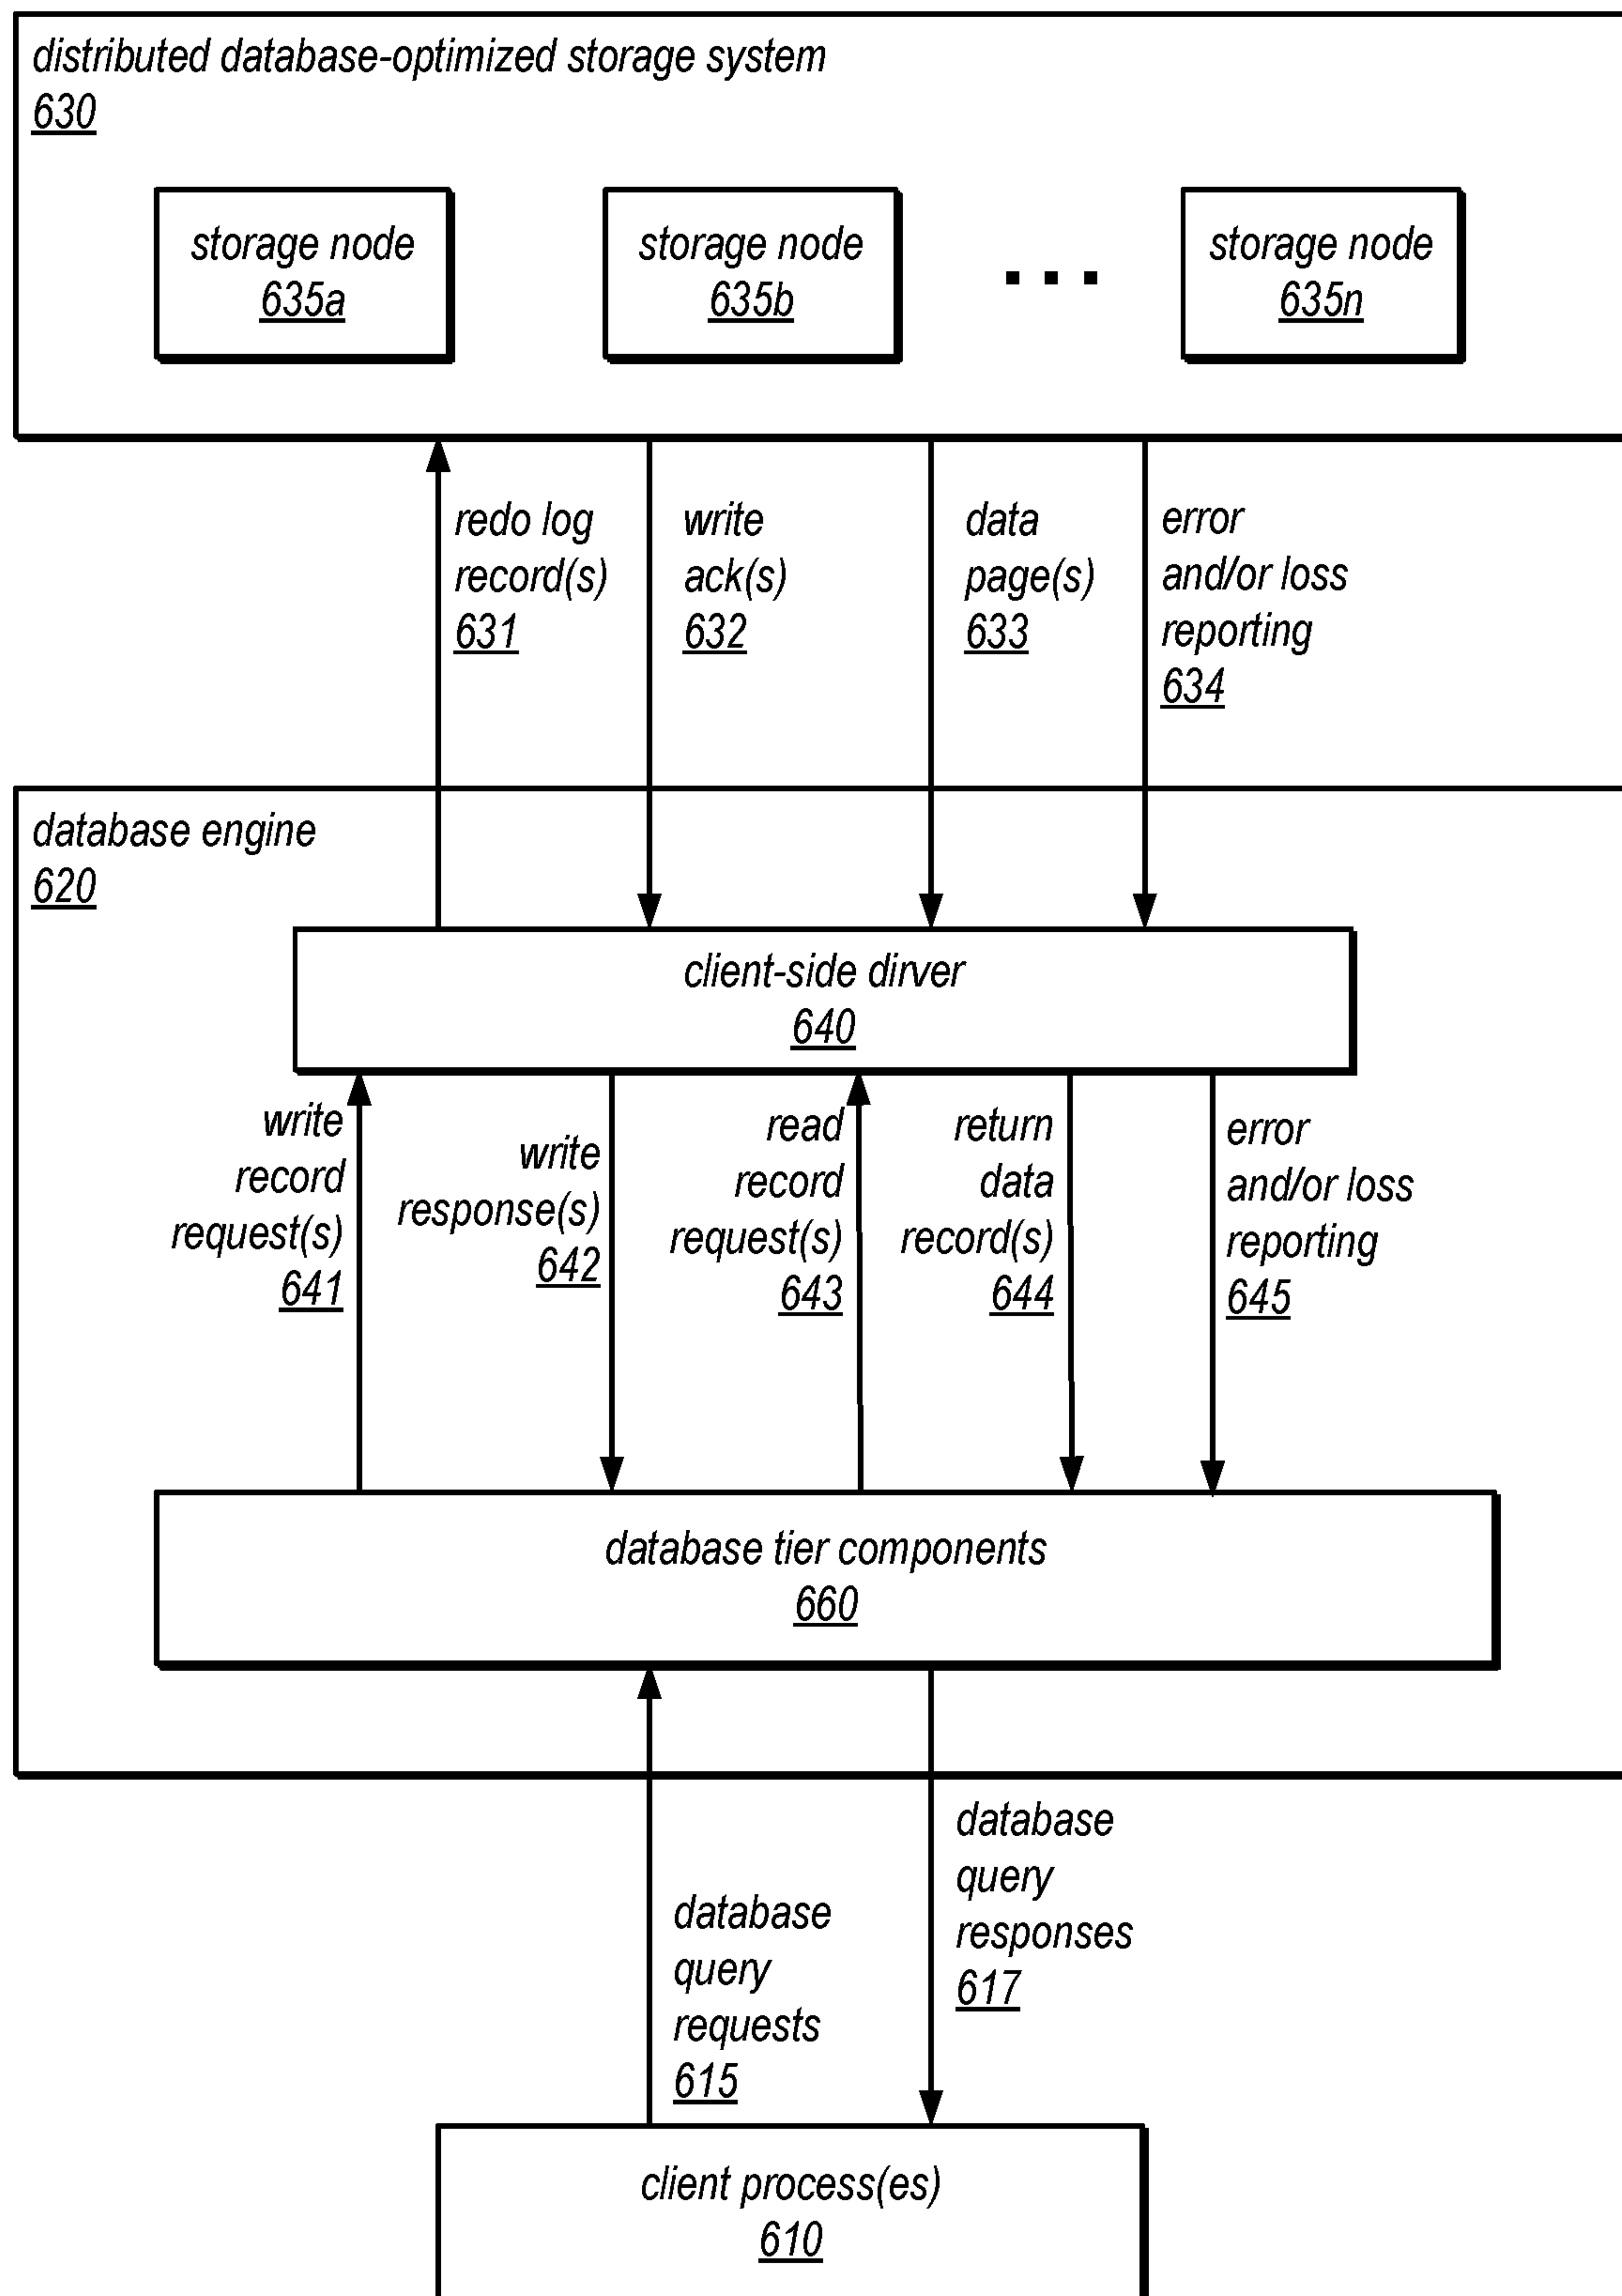 distributed database-optimized storage system
630
storage node
635a
storage node
635b
storage node
635n
redo log
record(s)
631
write
ack(s)
632
data
page(s)
633
error
and/or loss
reporting
634
database engine
620
client-side dirver
640
write
record
request(s)
641
write
response(s)
642
read
record
request(s)
643
return
data
record(s)
644
error
and/or loss
reporting
645
database tier components
660
database
query
requests
615
database
query
responses
617
client process(es)
610